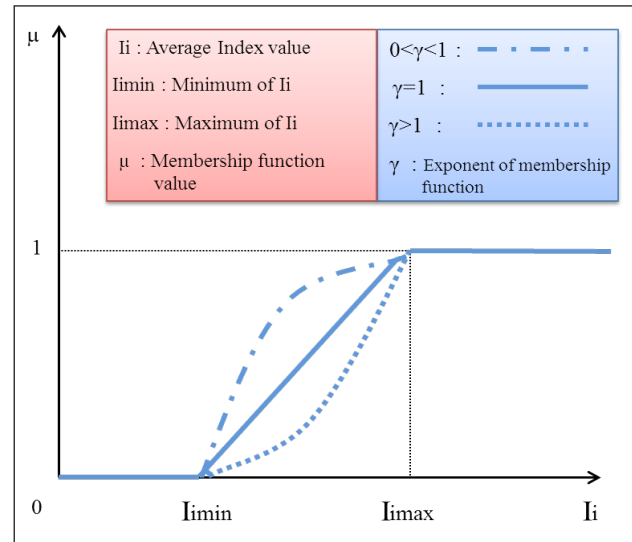 μ
Ii : Average Index value
Iimin : Minimum of Ii
Iimax : Maximum of Ii
μ : Membership function
value
0<γ<1 :
γ=1 :
γ>1 :
γ : Exponent of membership
function
1
0
Iimin
Iimax
Ii